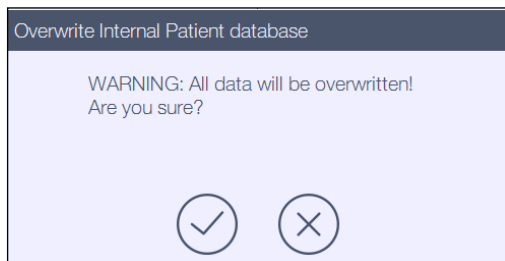 Overwrite Internal Patient database
WARNING: All data will be overwritten!
Are you sure?